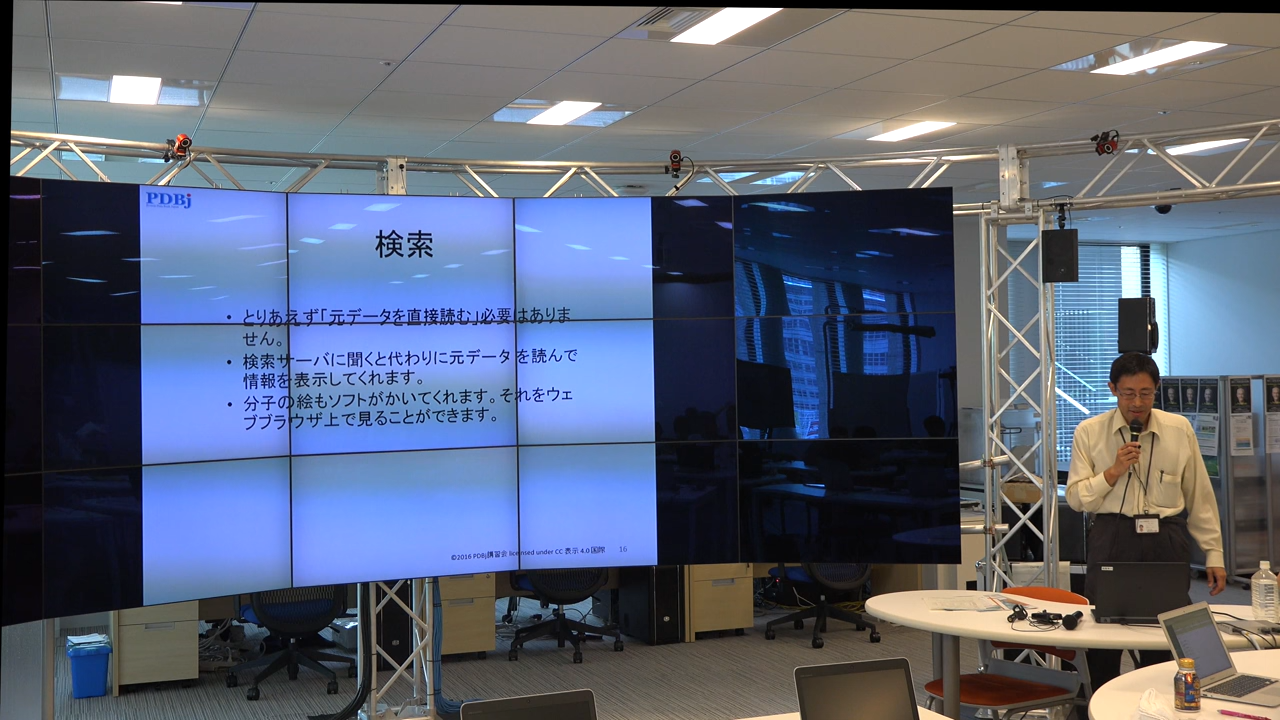 PDBj
検索
・とりあえず「元データを直接読む」必要はありま
せん。
・検索サーバに聞くと代わりに元データを読んで
情報を表示してくれます。
・分子の絵もソフトがかいてくれます。それをウェ
ブブラウザ上で見ることができます。
©2016 PDBj講習会 licensed under CC 表示 4.0 国際
16